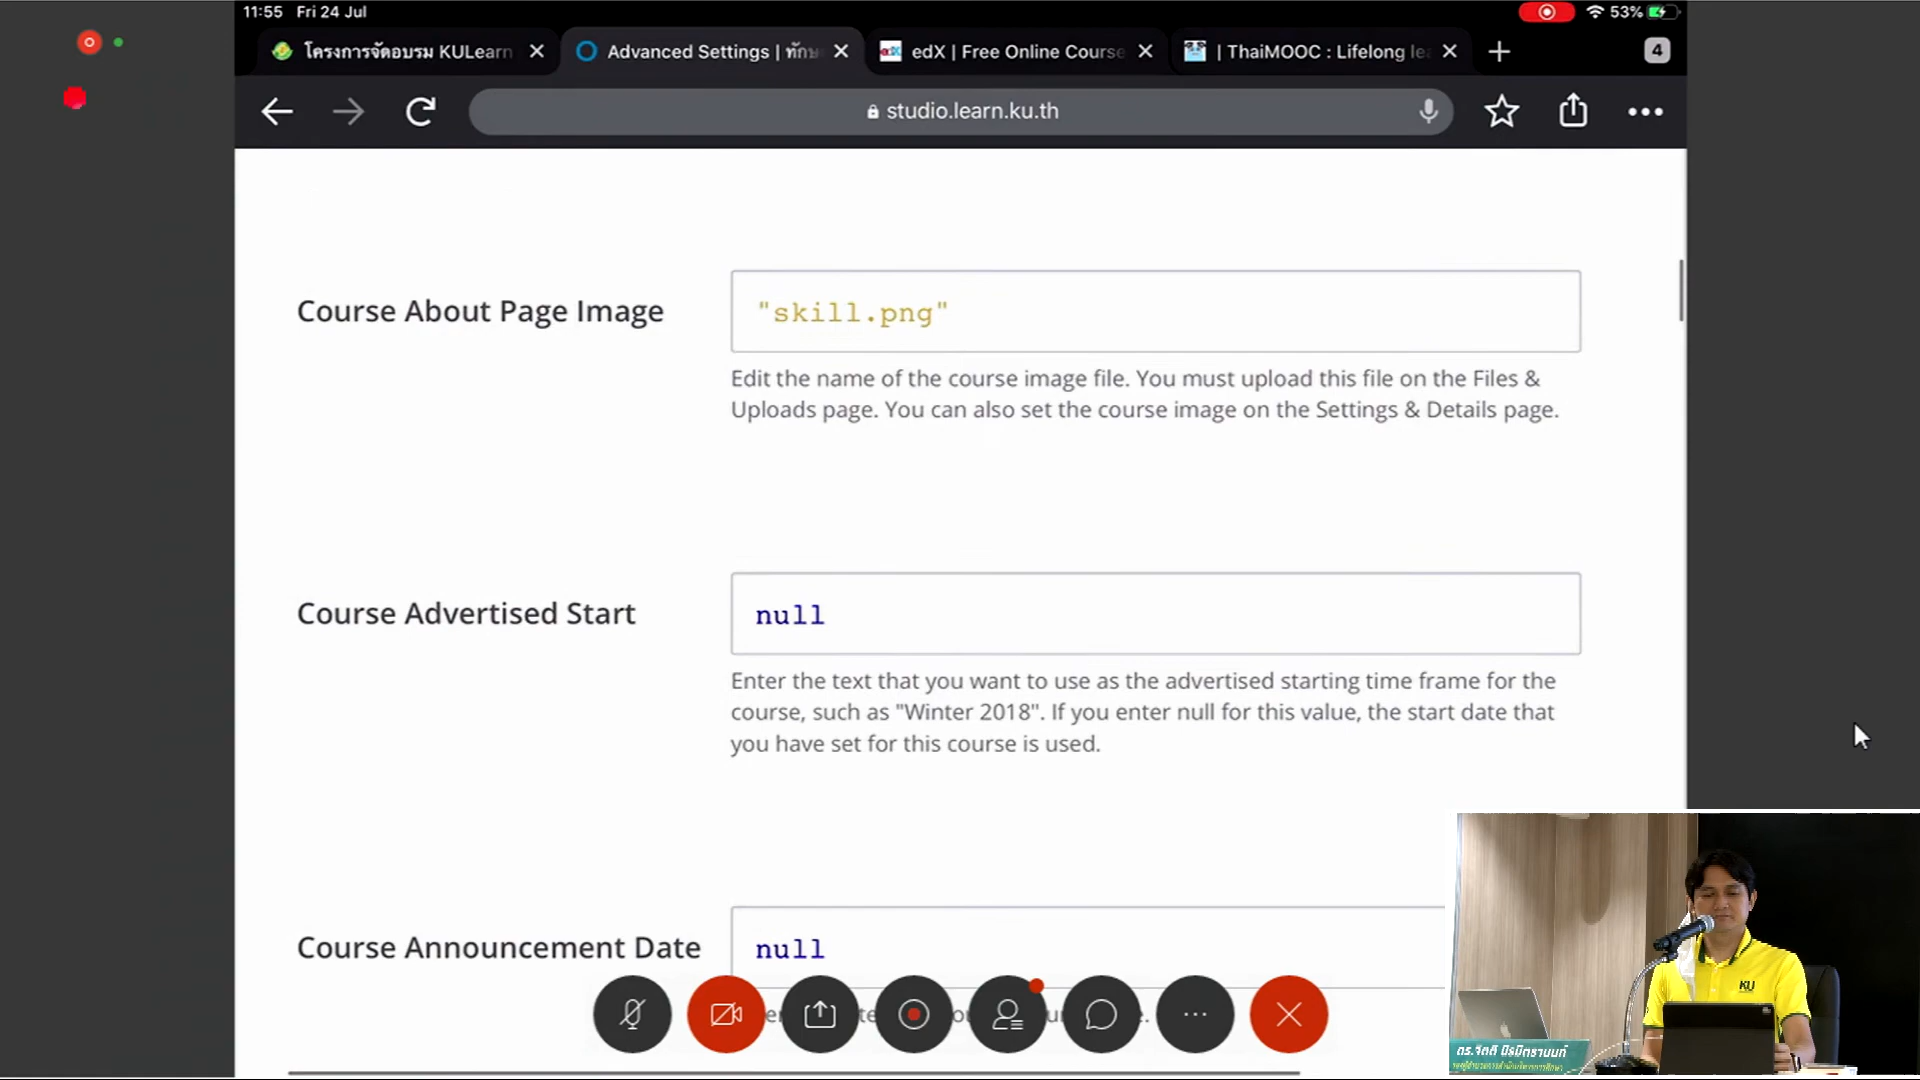 11:55 Fri 24 Jul
53%
โครงการจัดอบรม KULearn
Advanced Settings | ทักษ
edX | Free Online Course
| ThaiMOOC : Lifelong le
4
studio.learn.ku.th
Course About Page Image
"skill.png"
Edit the name of the course image file. You must upload this file on the Files &
Uploads page. You can also set the course image on the Settings & Details page.
Course Advertised Start
null
Enter the text that you want to use as the advertised starting time frame for the
course, such as "Winter 2018". If you enter null for this value, the start date that
you have set for this course is used.
Course Announcement Date
null
KU